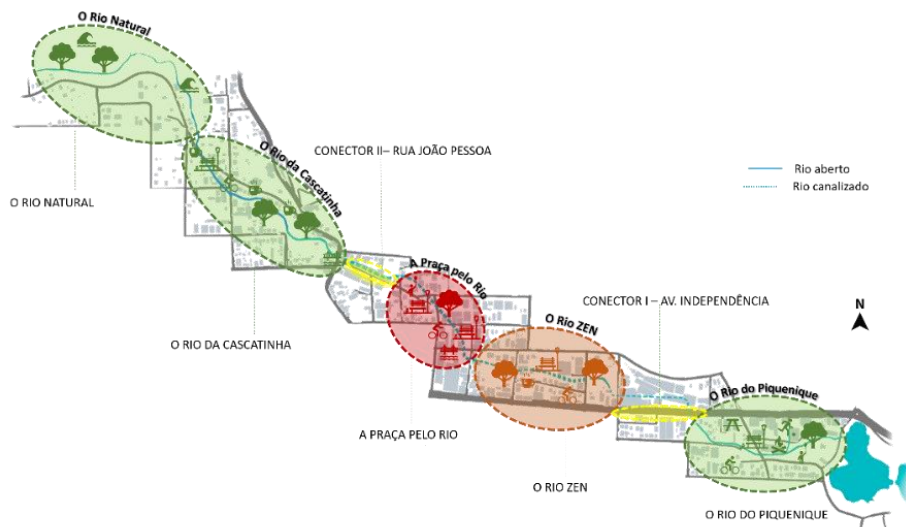 O Rio Natural
O Rio da Cascatinha
CONECTOR II– RUA JOÃO PESSOA
Rio aberto
Rio canalizado
O RIO NATURAL
A Praça pelo Rio
CONECTOR I – AV. INDEPENDÊNCIA
N
O Rio ZEN
O RIO DA CASCATINHA
O Rio do Piquenique
A PRAÇA PELO RIO
O RIO ZEN
O RIO DO PIQUENIQUE